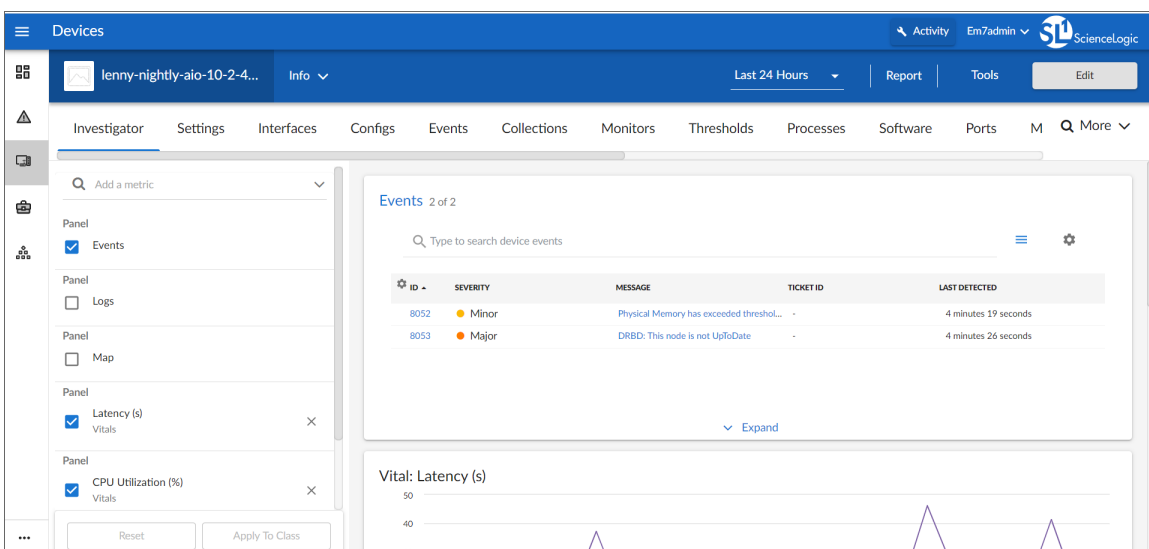 Devices
Activity
Em7admin
SL1 ScienceLogic
lenny-nightly-aio-10-2-4...
Info
Last 24 Hours
Report
Tools
Edit
Investigator Settings Interfaces Configs Events Collections Monitors Thresholds Processes Software Ports M More
Add a metric
Panel
Events
Panel
Logs
Panel
Map
Panel
Latency (s)
Vitals
Panel
CPU Utilization (%)
Vitals
Reset
Apply To Class
Events 2 of 2
Type to search device events
ID SEVERITY MESSAGE TICKET ID LAST DETECTED
8052 Minor Physical Memory has exceeded threshol... - 4 minutes 19 seconds
8053 Major DRBD: This node is not UpToDate - 4 minutes 26 seconds
Expand
Vital: Latency (s)
50
40